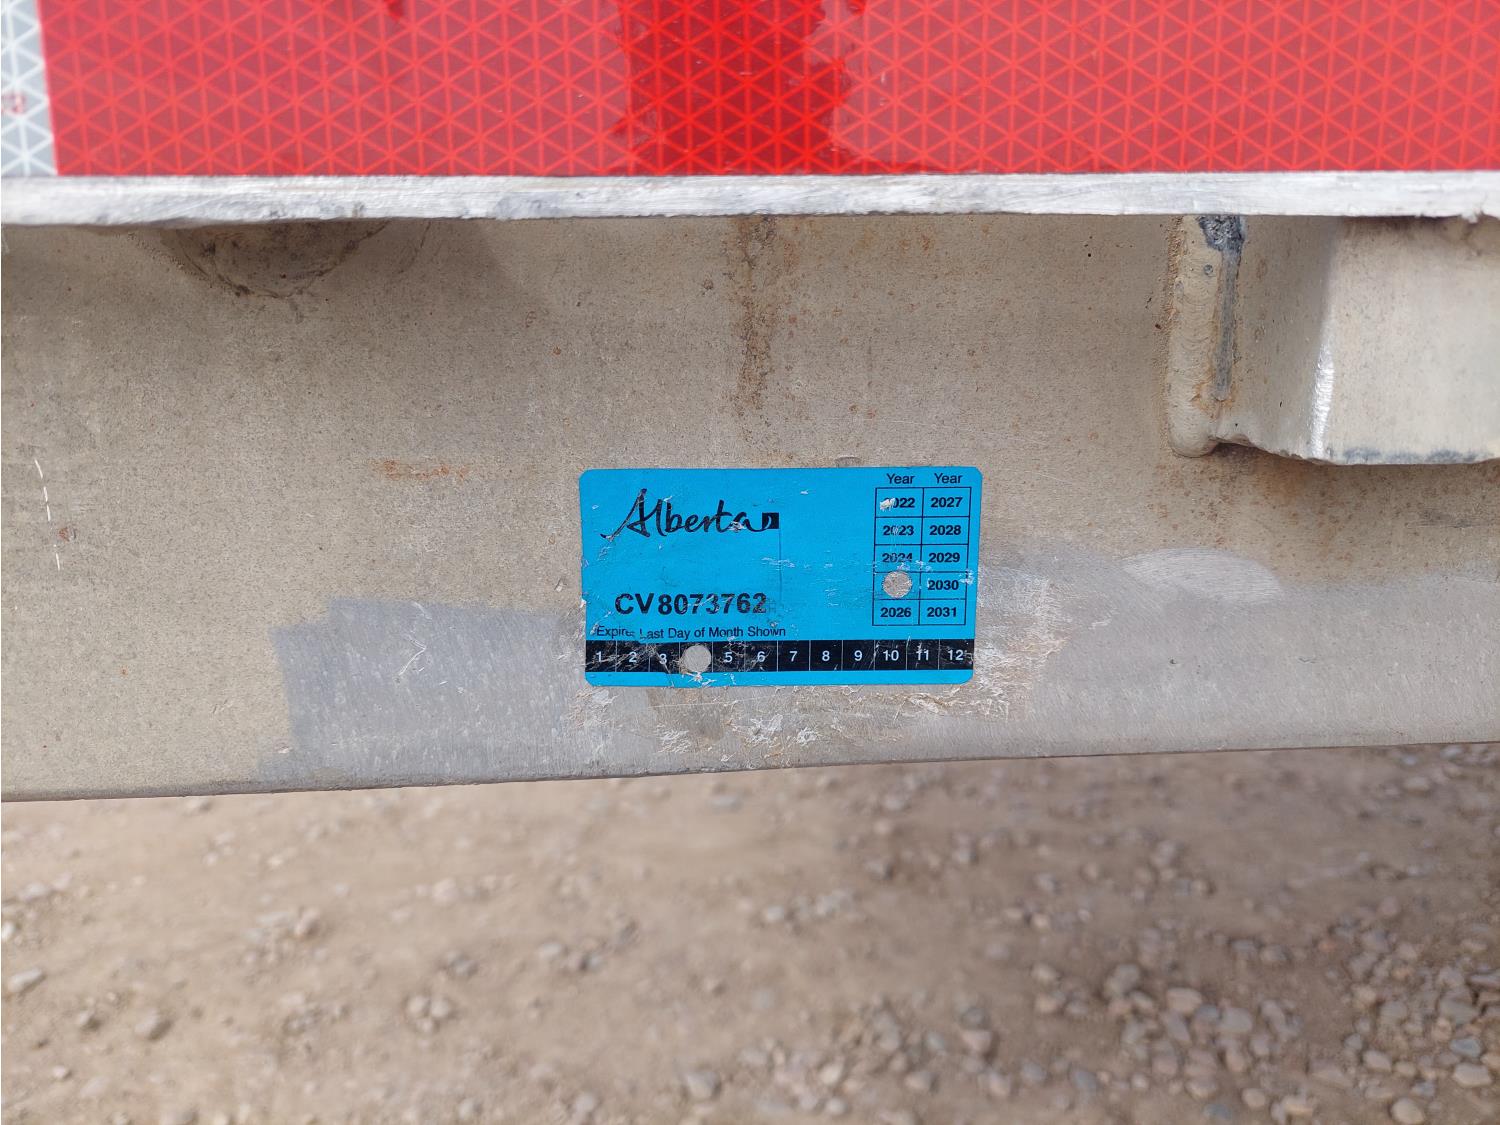 Alberta
Year Year
2022 2027
2023 2028
2024 2029
2030
2026 2031
CV8073762
Expires Last Day of Month Shown
1 2 3 5 6 7 8 9 10 11 12